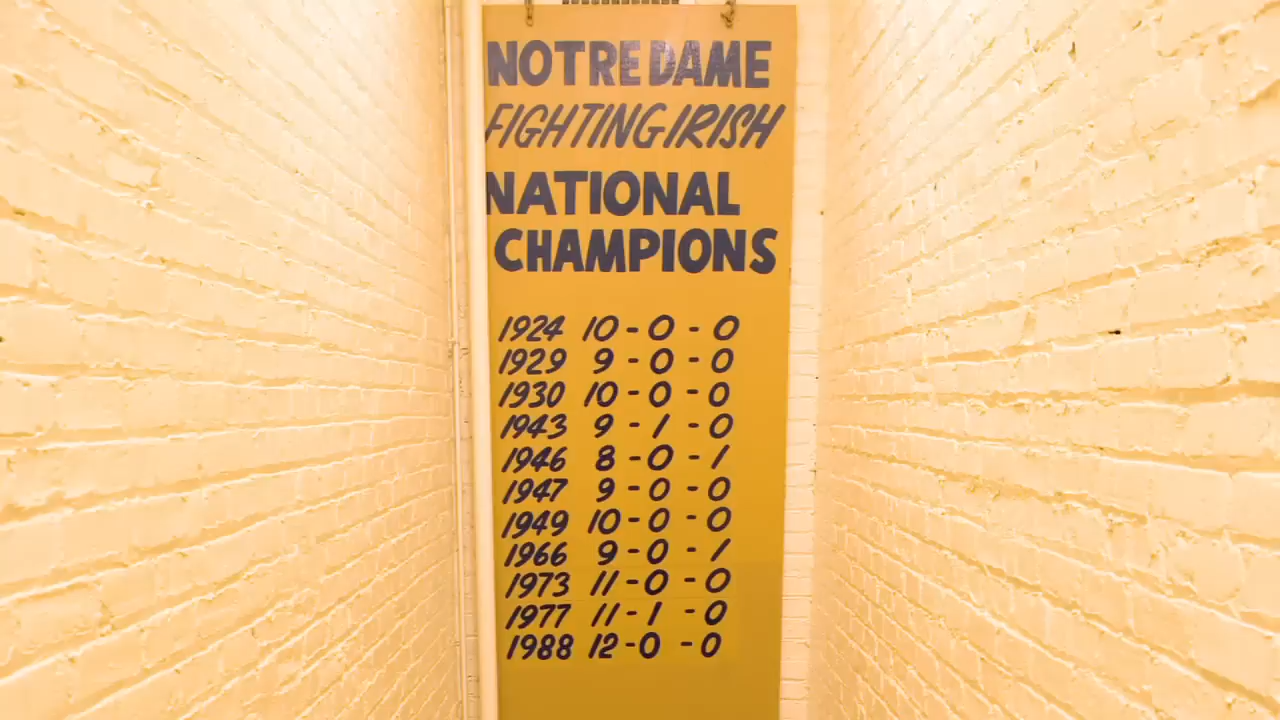 NOTRE DAME
FIGHTING IRISH
NATIONAL
CHAMPIONS
1924 10 - 0 - 0
1929 9 - 0 - 0
1930 10 - 0 - 0
1943 9 - 1 - 0
1946 8 - 0 - 1
1947 9 - 0 - 0
1949 10 - 0 - 0
1966 9 - 0 - 1
1973 11 - 0 - 0
1977 11 - 1 - 0
1988 12 - 0 - 0